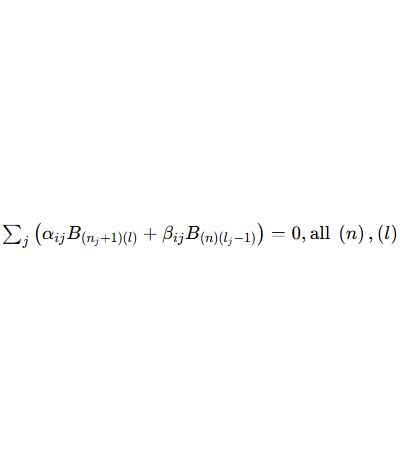 ∑_j (α_{ij}B_{(n_j+1)(l)} + β_{ij}B_{(n)(l_j−1)}) = 0, all (n), (l)